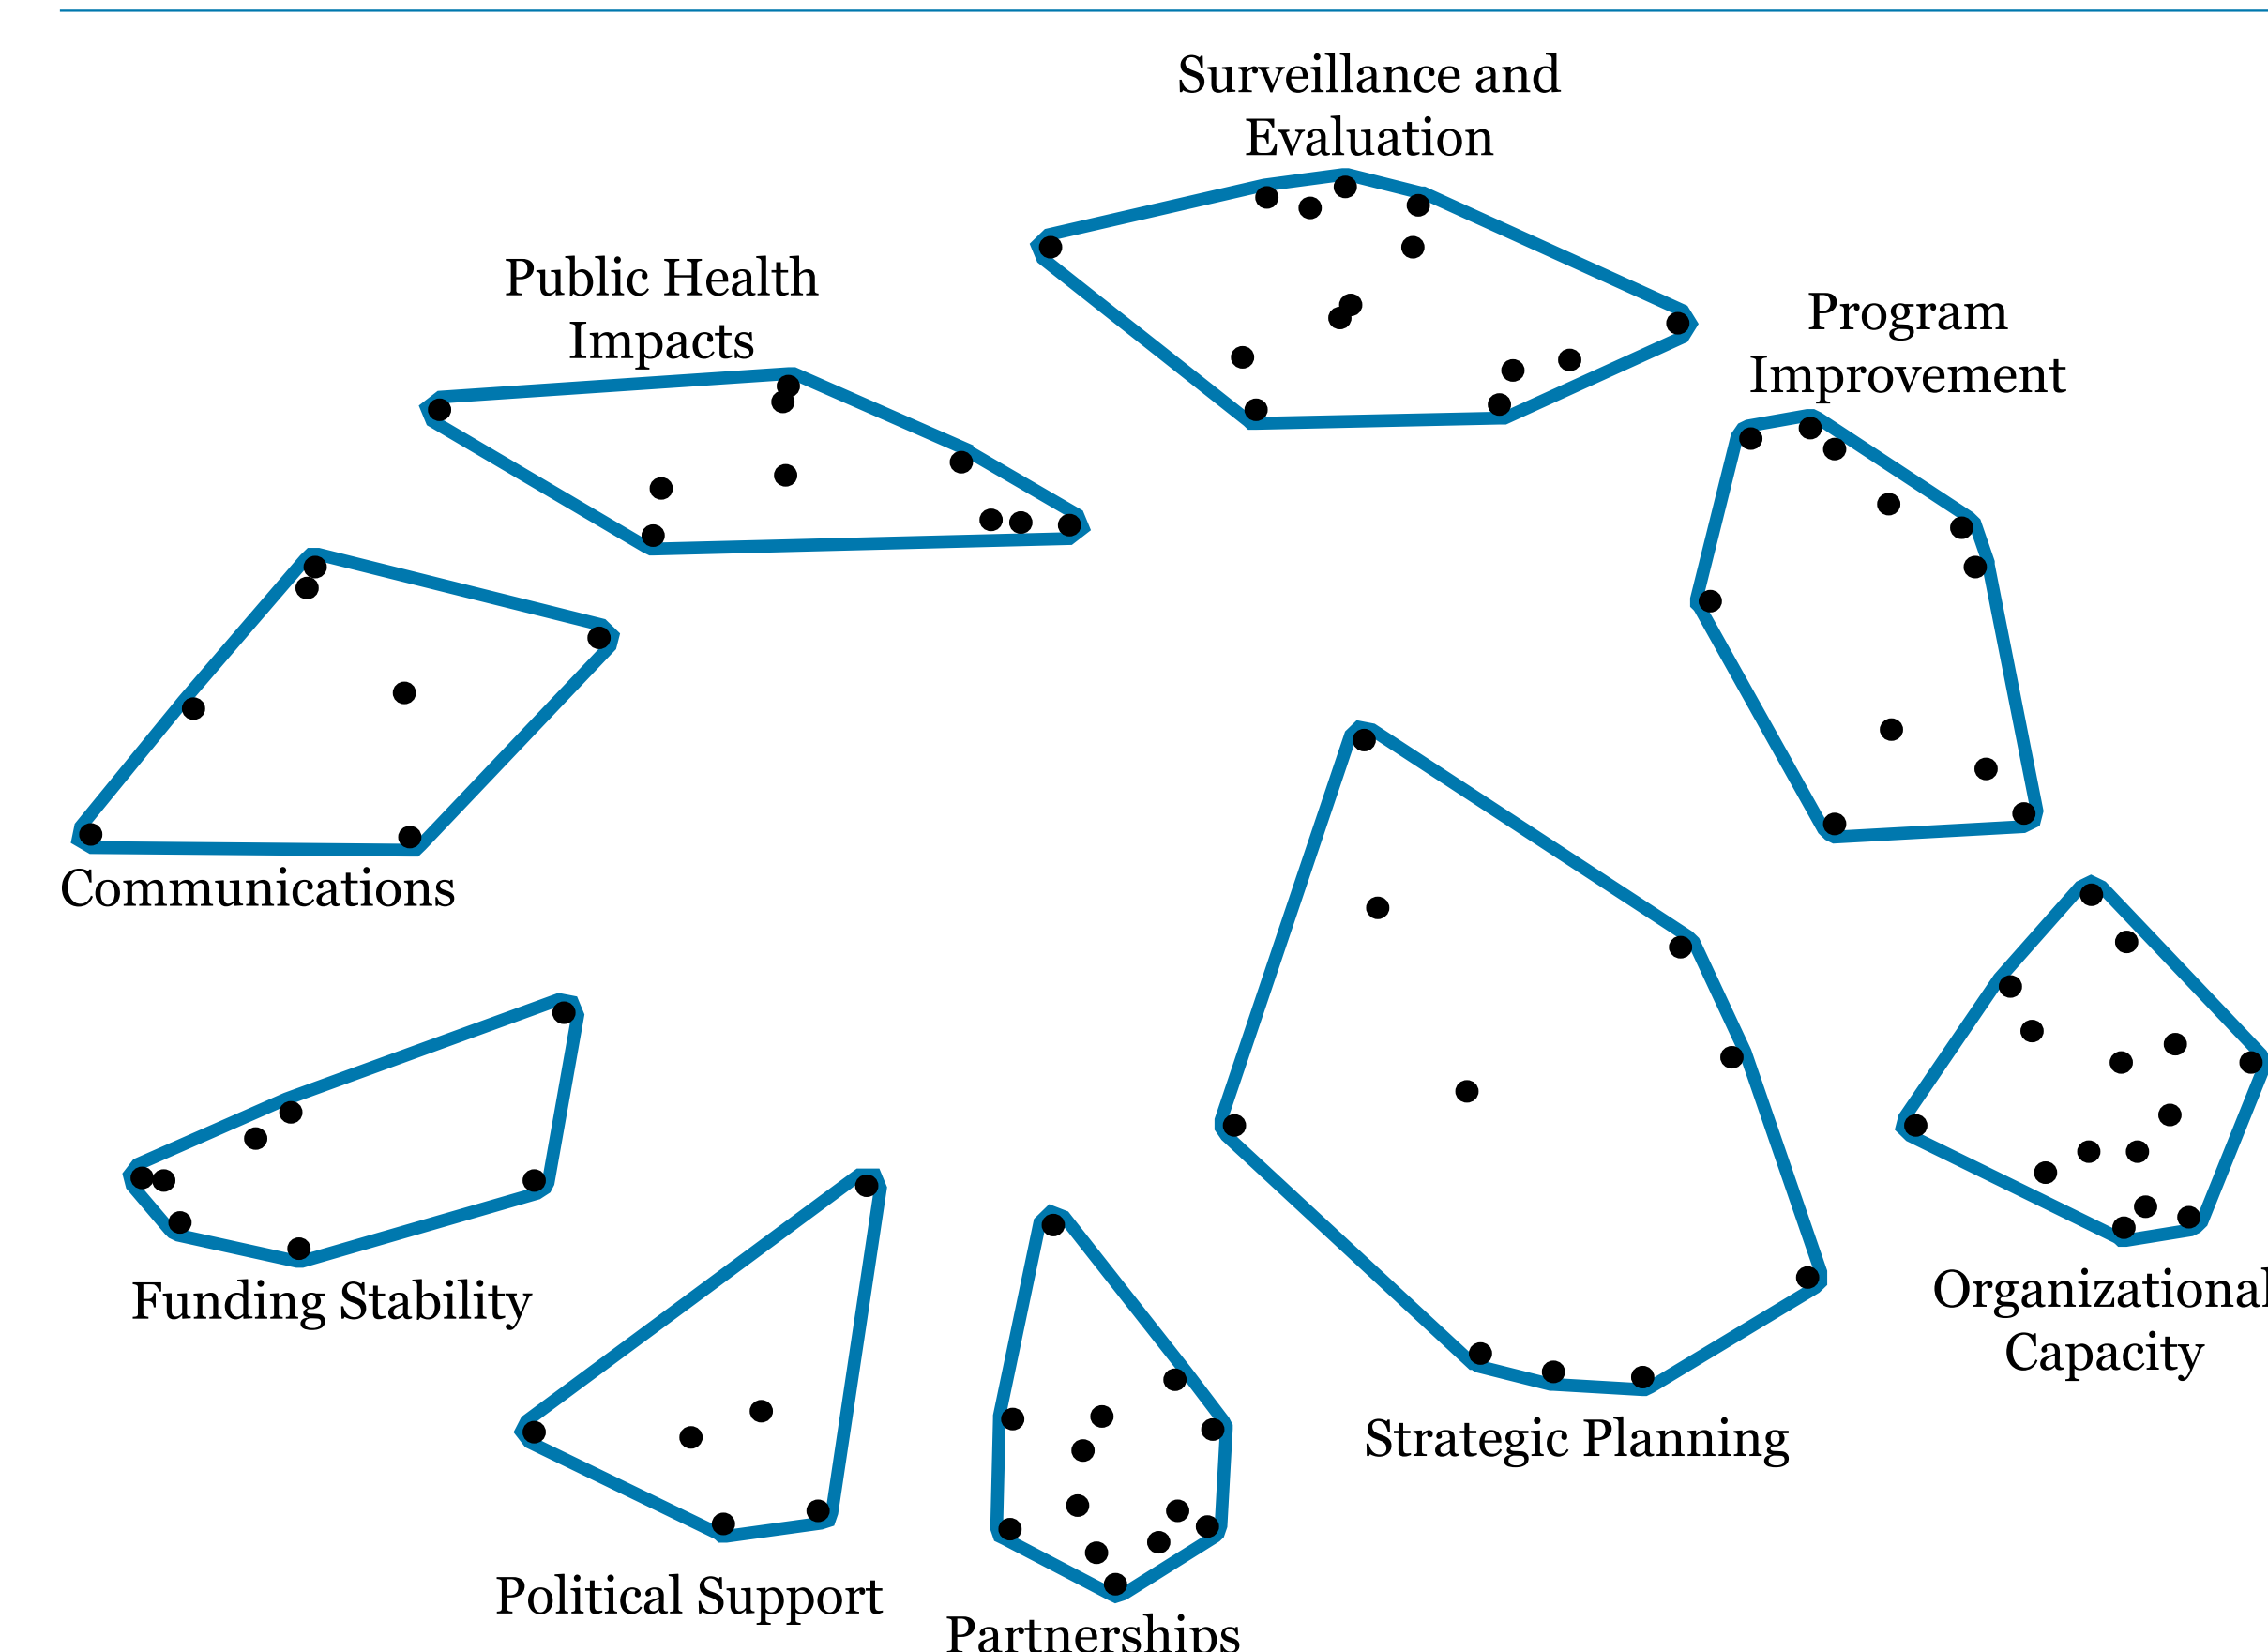 Surveillance and
Evaluation
Public Health
Impacts
Program
Improvement
Communications
Funding Stability
Organizational
Capacity
Strategic Planning
Political Support
Partnerships